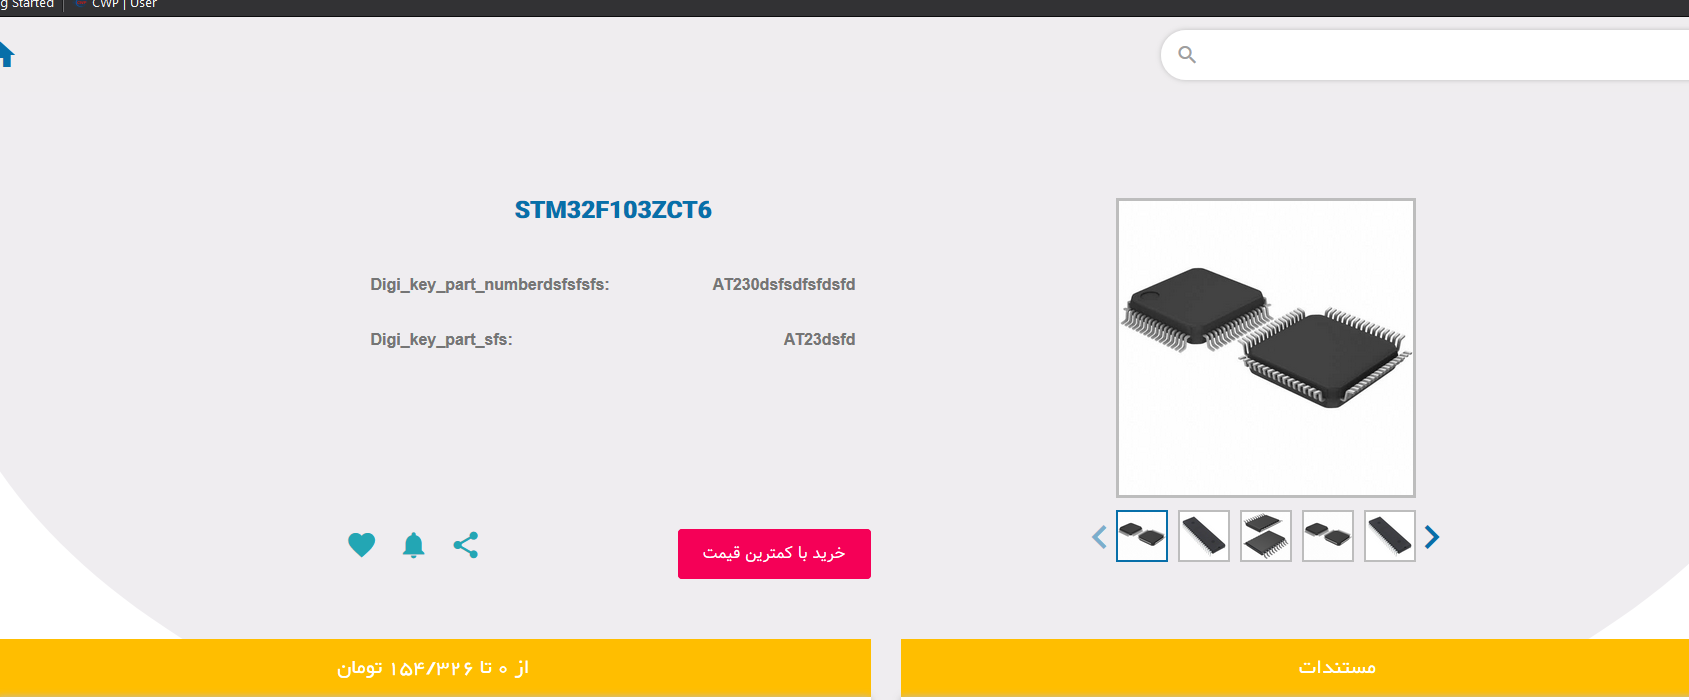 g Started
CWP | User
STM32F103ZCT6
Digi_key_part_numberdsfsfsfs: AT230dsfsdfsfdsfd
Digi_key_part_sfs: AT23dsfd
خرید با کمترین قیمت
از ۰ تا ۱۵۴/۳۲۶ تومان
مستندات